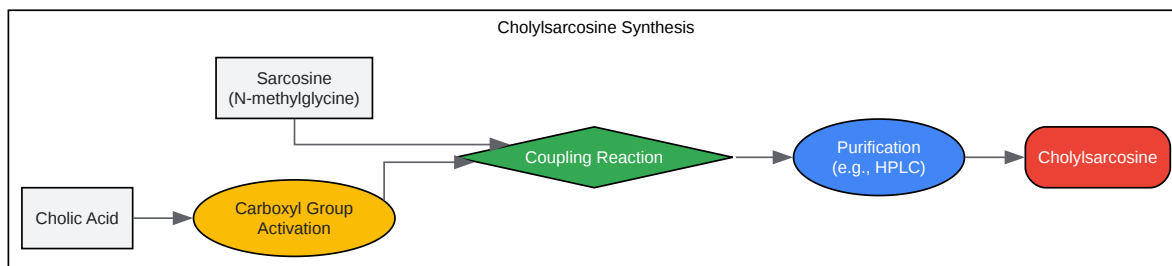 Cholylsarcosine Synthesis
Sarcosine
(N-methylglycine)
Coupling Reaction
Purification
(e.g., HPLC)
Cholylsarcosine
Cholic Acid
Carboxyl Group
Activation